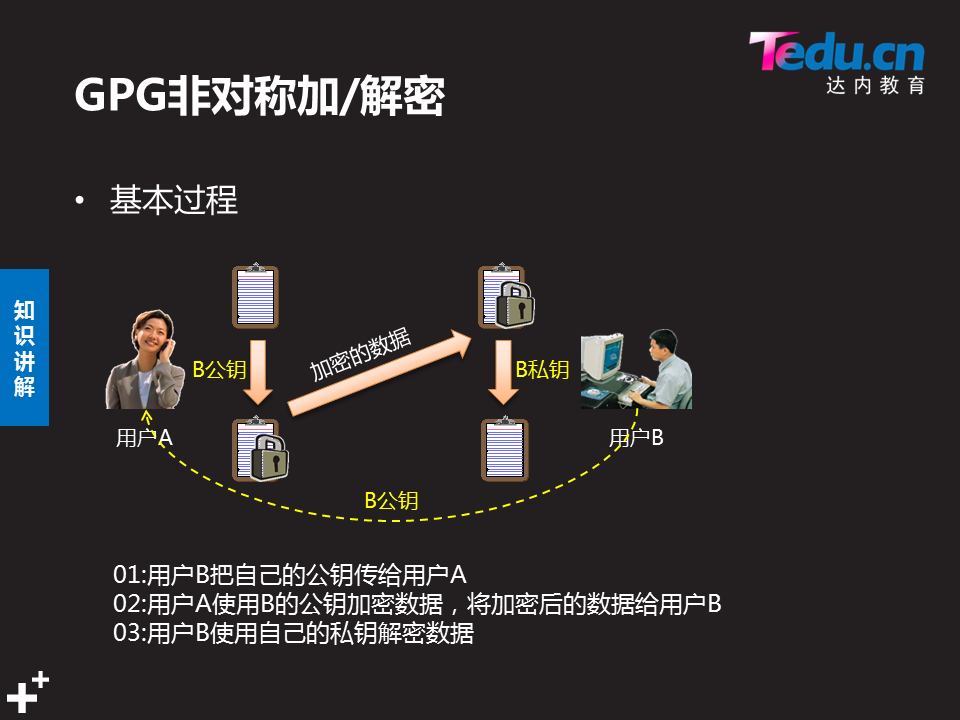 Tedu.cn
达内教育
GPG非对称加/解密
• 基本过程
知识讲解
B公钥
加密的数据
B私钥
用户A
用户B
B公钥
01:用户B把自己的公钥传给用户A
02:用户A使用B的公钥加密数据，将加密后的数据给用户B
03:用户B使用自己的私钥解密数据